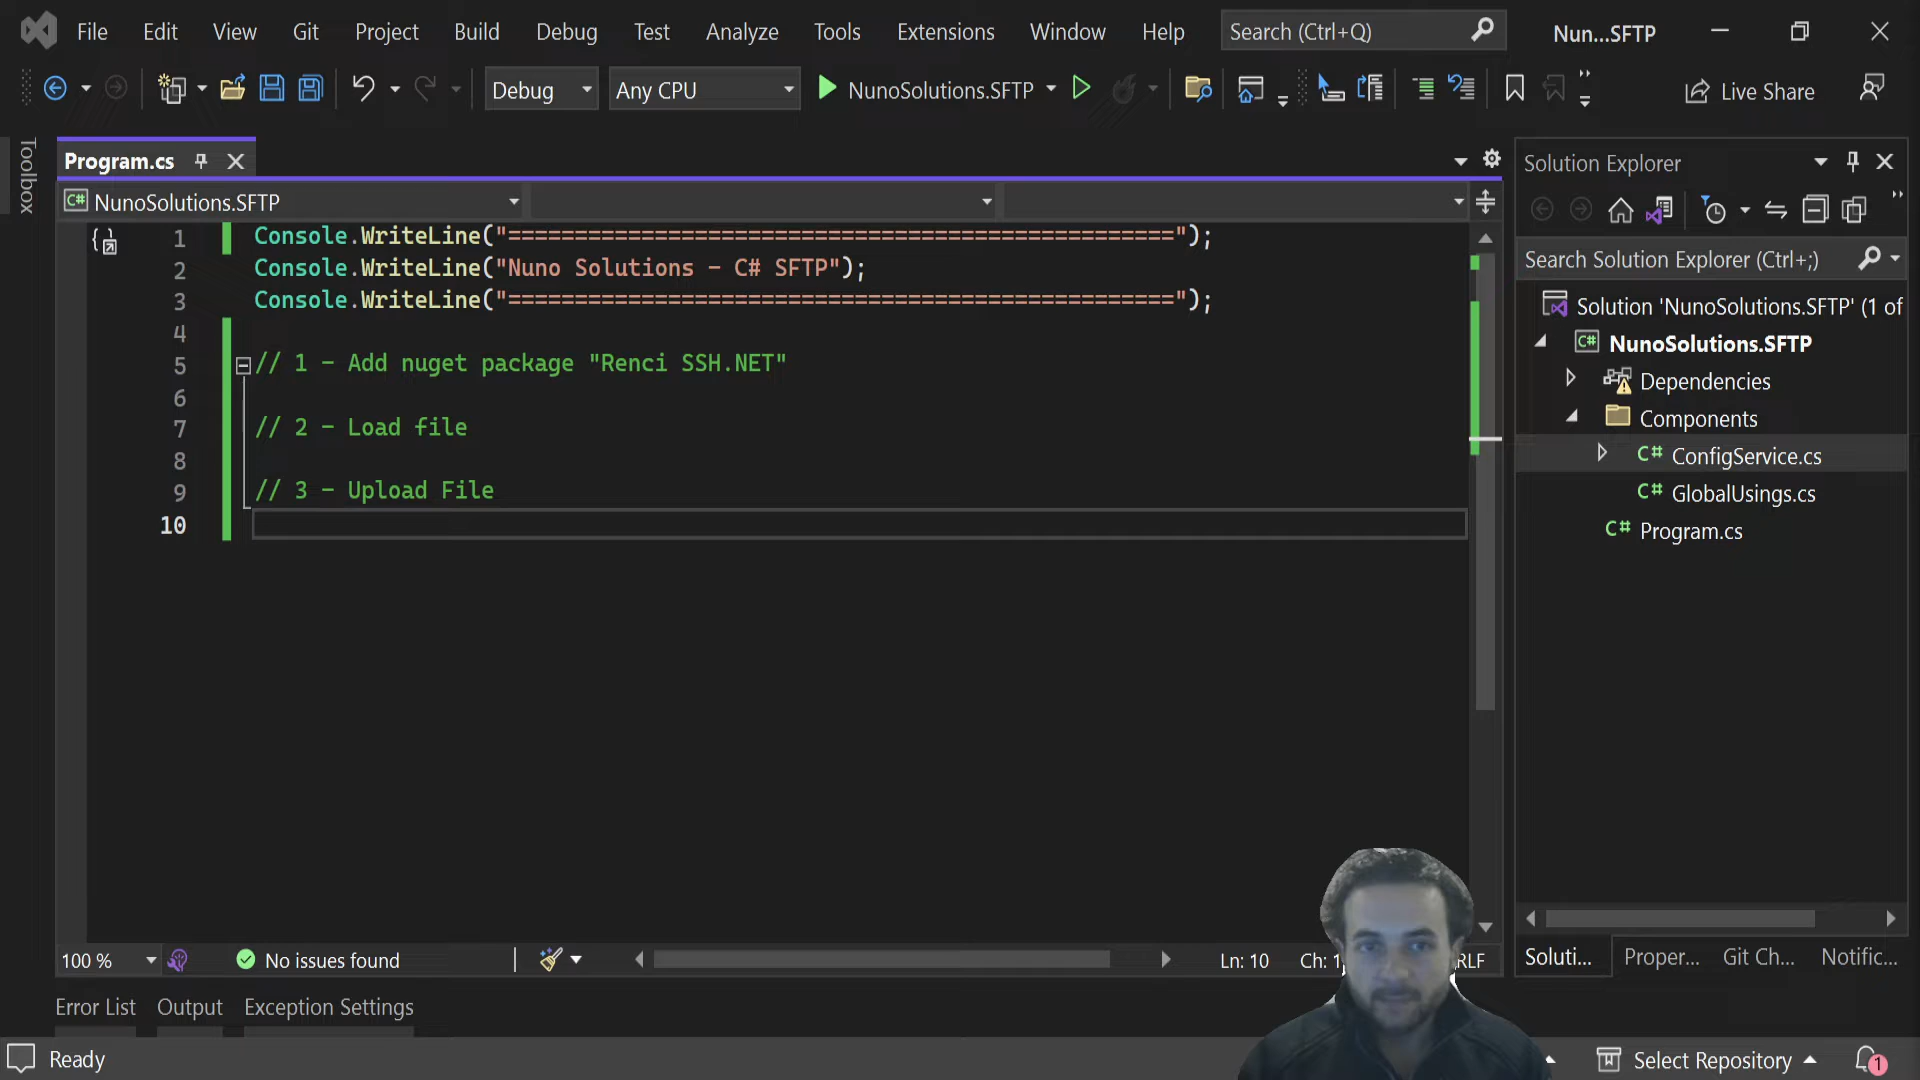 File Edit View Git Project Build Debug Test Analyze Tools Extensions Window Help Search (Ctrl+Q) Nun...SFTP
Debug Any CPU NunoSolutions.SFTP Live Share
Toolbox
Program.cs
NunoSolutions.SFTP
1 Console.WriteLine("==================================================");
2 Console.WriteLine("Nuno Solutions - C# SFTP");
3 Console.WriteLine("==================================================");
4
5 // 1 - Add nuget package "Renci SSH.NET"
6
7 // 2 - Load file
8
9 // 3 - Upload File
10
100 % No issues found Ln: 10 Ch: RLF
Error List Output Exception Settings
Ready
Solution Explorer
Search Solution Explorer (Ctrl+;)
Solution 'NunoSolutions.SFTP' (1 of
C# NunoSolutions.SFTP
Dependencies
Components
C# ConfigService.cs
C# GlobalUsings.cs
C# Program.cs
Soluti... Proper... Git Ch... Notific...
Select Repository 1